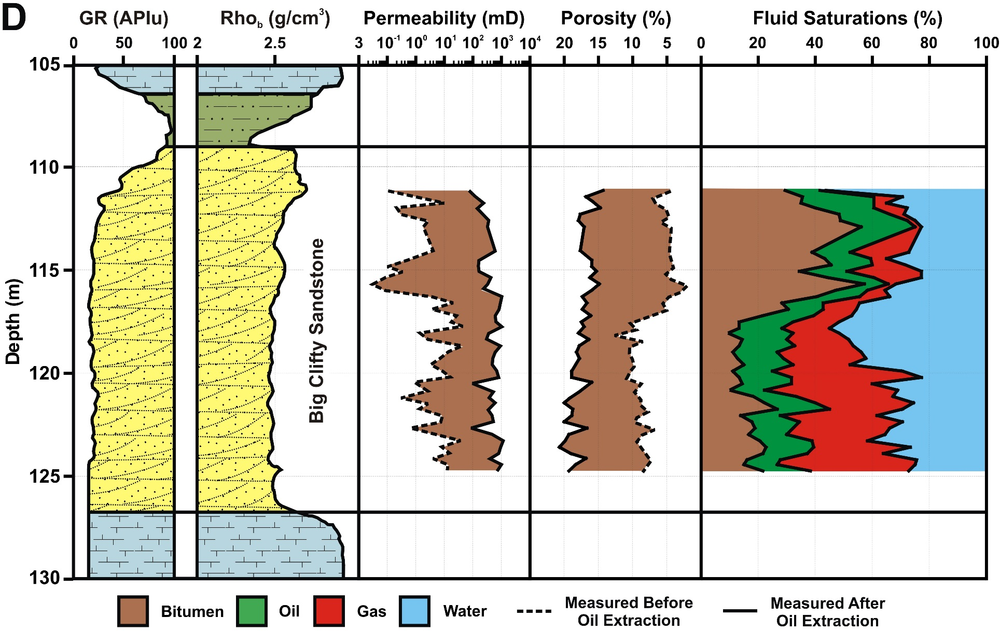 D
GR (APIu)
Rho_b (g/cm³)
Permeability (mD)
Porosity (%)
Fluid Saturations (%)
0 50 100 2 2.5 3 10⁻¹ 10⁰ 10¹ 10² 10³ 10⁴ 20 15 10 5 0 20 40 60 80 100
105
110
115
120
125
130
Depth (m)
Big Clifty Sandstone
Bitumen
Oil
Gas
Water
Measured Before
Oil Extraction
Measured After
Oil Extraction